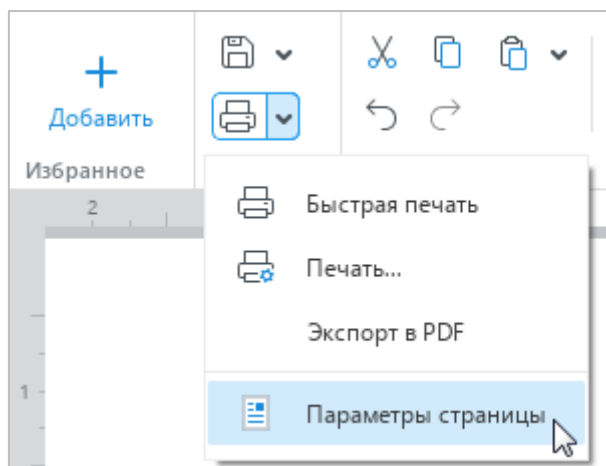 Добавить
Избранное
2
Быстрая печать
Печать...
Экспорт в PDF
1
Параметры страницы